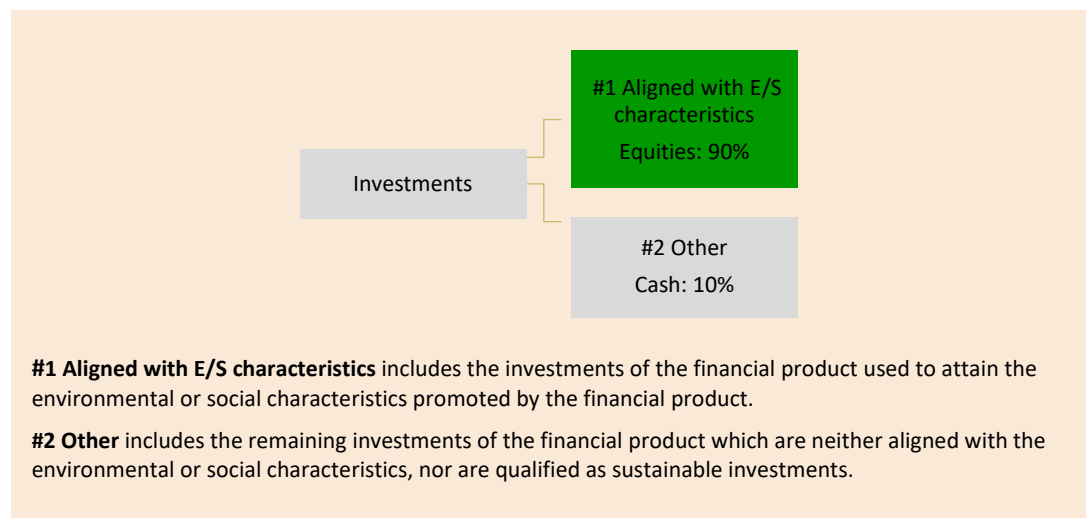 #1 Aligned with E/S
characteristics
Equities: 90%
Investments
#2 Other
Cash: 10%
#1 Aligned with E/S characteristics includes the investments of the financial product used to attain the
environmental or social characteristics promoted by the financial product.
#2 Other includes the remaining investments of the financial product which are neither aligned with the
environmental or social characteristics, nor are qualified as sustainable investments.